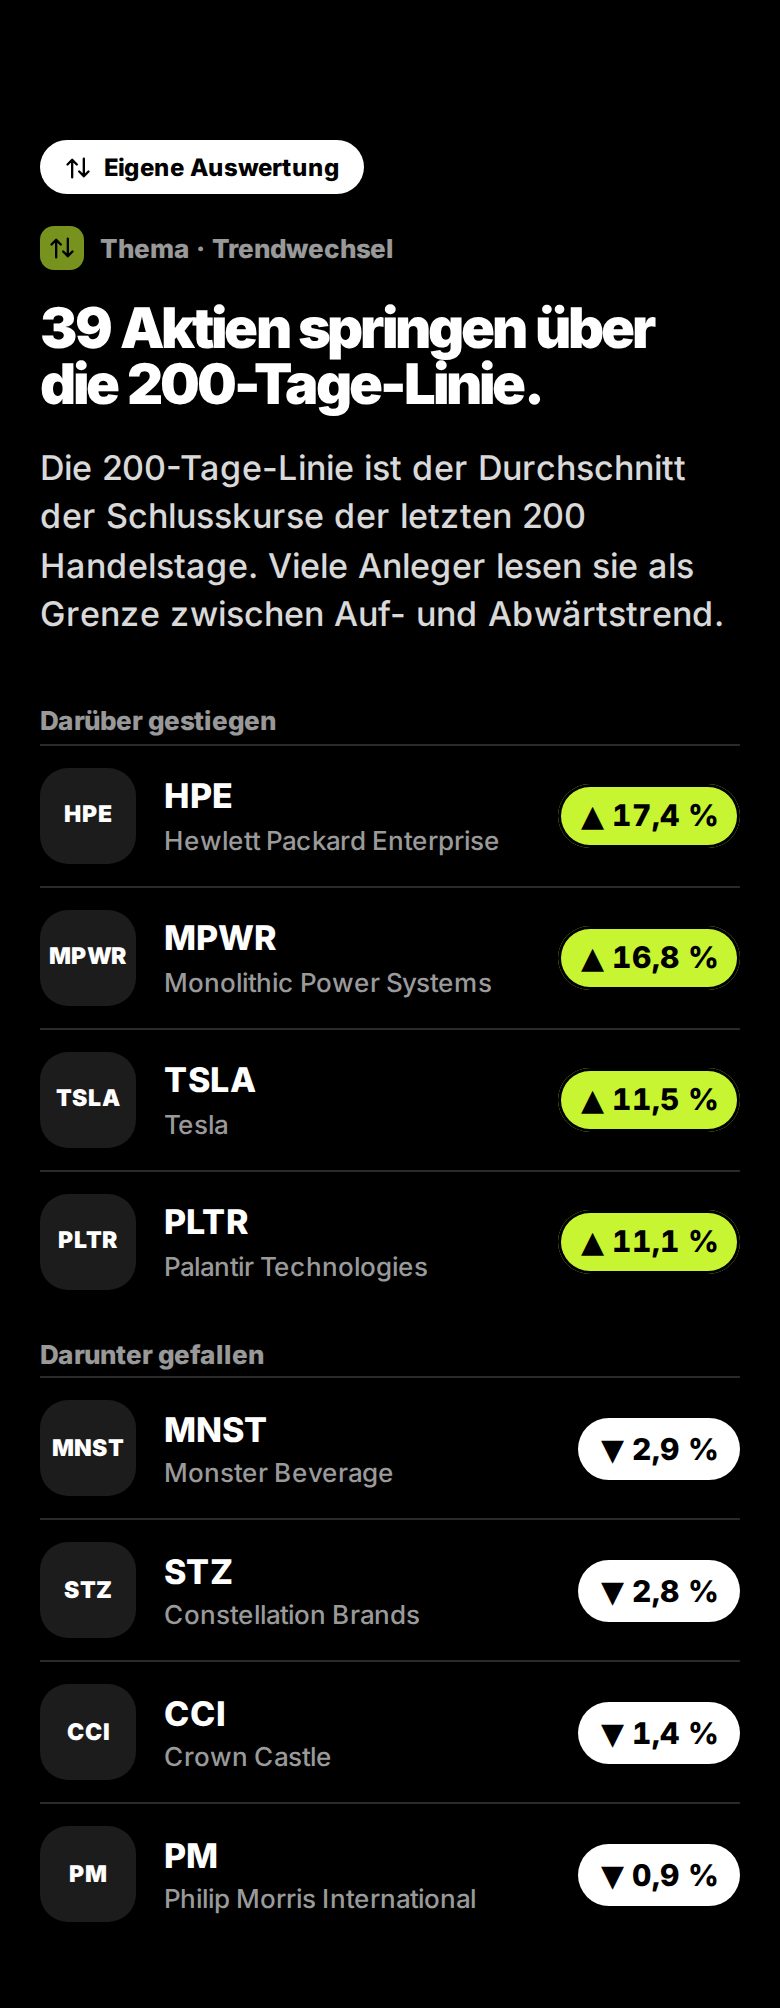 Eigene Auswertung
Thema · Trendwechsel
39 Aktien springen über
die 200-Tage-Linie.
Die 200-Tage-Linie ist der Durchschnitt
der Schlusskurse der letzten 200
Handelstage. Viele Anleger lesen sie als
Grenze zwischen Auf- und Abwärtstrend.
Darüber gestiegen
HPE
HPE
Hewlett Packard Enterprise
▲ 17,4 %
MPWR
MPWR
Monolithic Power Systems
▲ 16,8 %
TSLA
TSLA
Tesla
▲ 11,5 %
PLTR
PLTR
Palantir Technologies
▲ 11,1 %
Darunter gefallen
MNST
MNST
Monster Beverage
▼ 2,9 %
STZ
STZ
Constellation Brands
▼ 2,8 %
CCI
CCI
Crown Castle
▼ 1,4 %
PM
PM
Philip Morris International
▼ 0,9 %